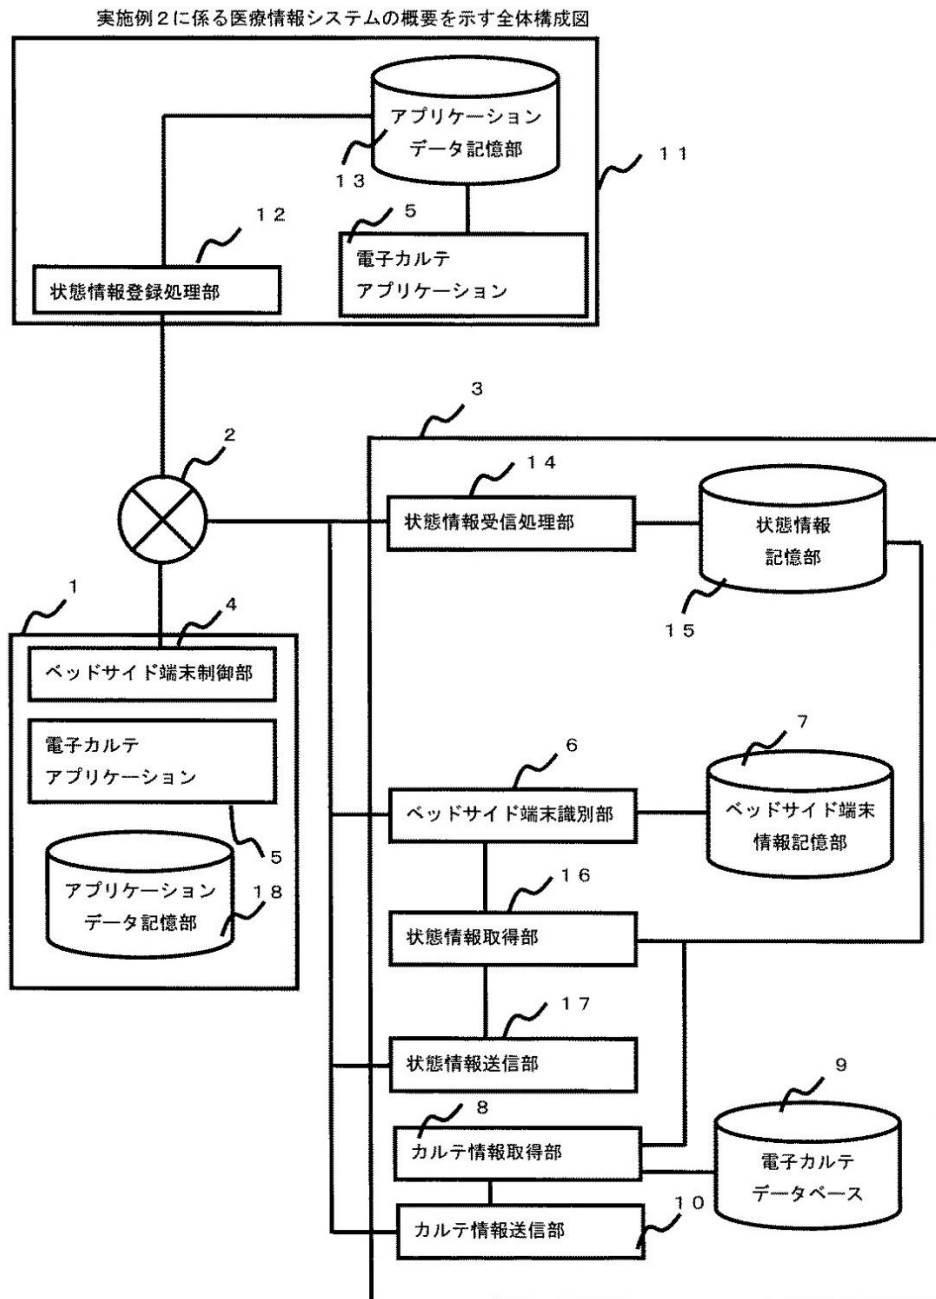 実施例２に係る医療情報システムの概要を示す全体構成図
アプリケーション
データ記憶部
１３
１１
１２
５
電子カルテ
アプリケーション
状態情報登録処理部
３
２
１４
状態情報受信処理部
状態情報
記憶部
１５
１
４
ベッドサイド端末制御部
電子カルテ
アプリケーション
５
アプリケーション
データ記憶部
１８
６
７
ベッドサイド端末識別部
ベッドサイド端末
情報記憶部
１６
状態情報取得部
１７
状態情報送信部
８
９
カルテ情報取得部
電子カルテ
データベース
カルテ情報送信部
１０